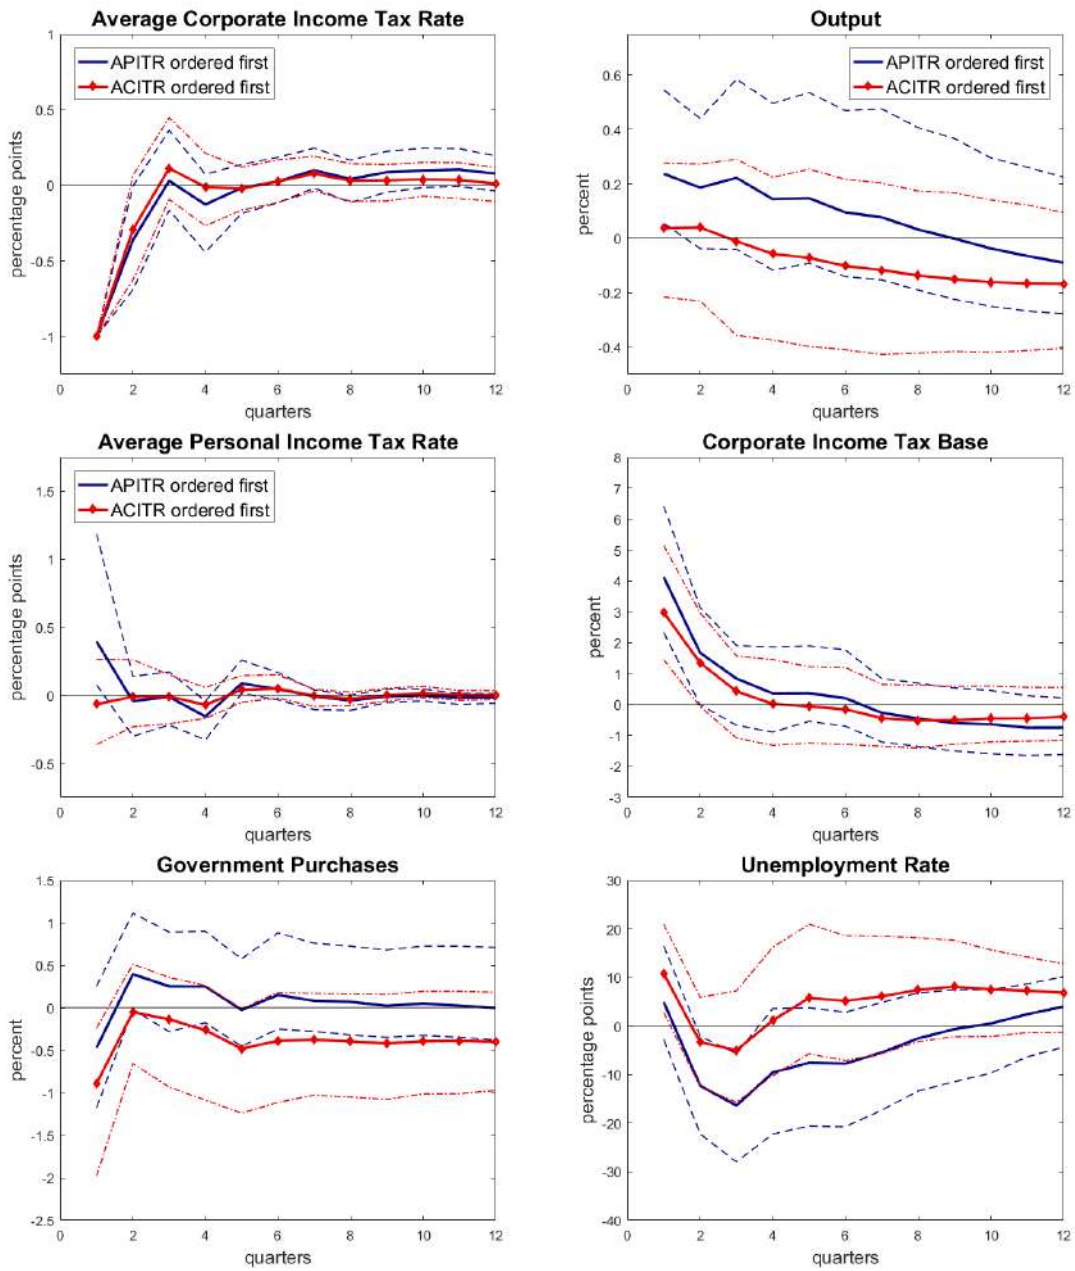 Average Corporate Income Tax Rate
1
0.5
0
-0.5
-1
percentage points
APITR ordered first
ACITR ordered first
0 2 4 6 8 10 12
quarters
Output
0.6
0.4
0.2
0
-0.2
-0.4
percent
APITR ordered first
ACITR ordered first
0 2 4 6 8 10 12
quarters
Average Personal Income Tax Rate
1.5
1
0.5
0
-0.5
percentage points
APITR ordered first
ACITR ordered first
0 2 4 6 8 10 12
quarters
Corporate Income Tax Base
8
7
6
5
4
3
2
1
0
-1
-2
-3
percent
0 2 4 6 8 10 12
quarters
Government Purchases
1.5
1
0.5
0
-0.5
-1
-1.5
-2
-2.5
percent
0 2 4 6 8 10 12
quarters
Unemployment Rate
30
20
10
0
-10
-20
-30
-40
percentage points
0 2 4 6 8 10 12
quarters